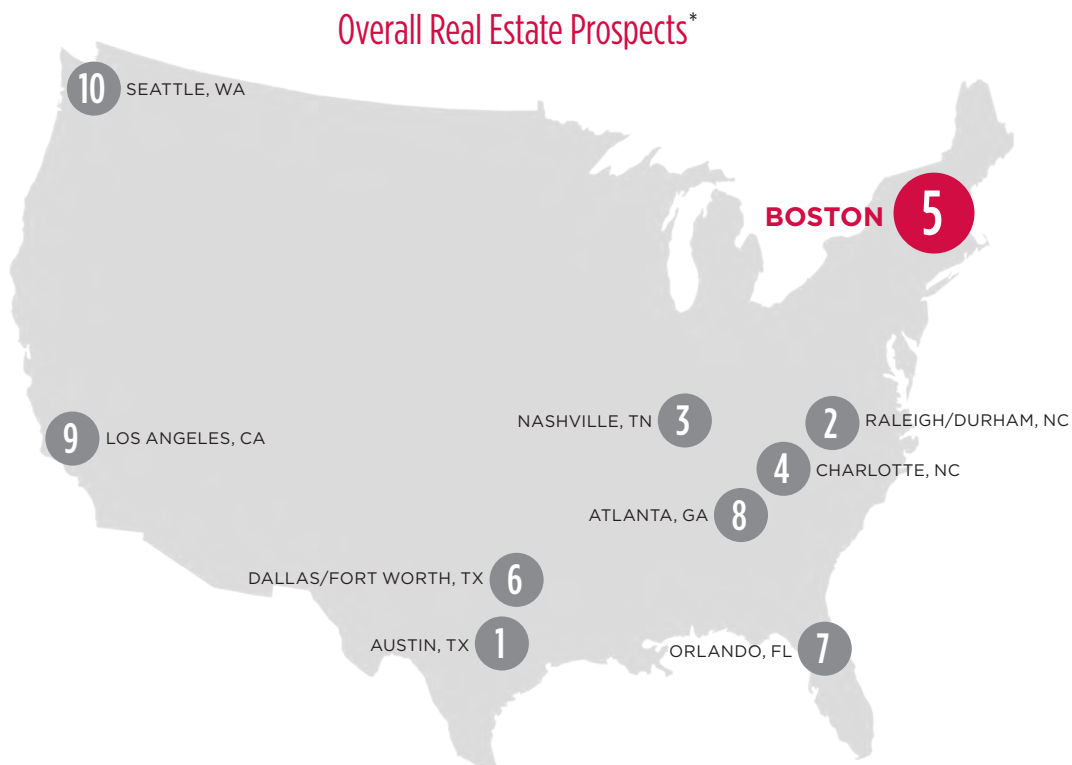 Overall Real Estate Prospects*
10 SEATTLE, WA
BOSTON 5
NASHVILLE, TN 3
2 RALEIGH/DURHAM, NC
9 LOS ANGELES, CA
4 CHARLOTTE, NC
ATLANTA, GA 8
DALLAS/FORT WORTH, TX 6
AUSTIN, TX 1
ORLANDO, FL 7